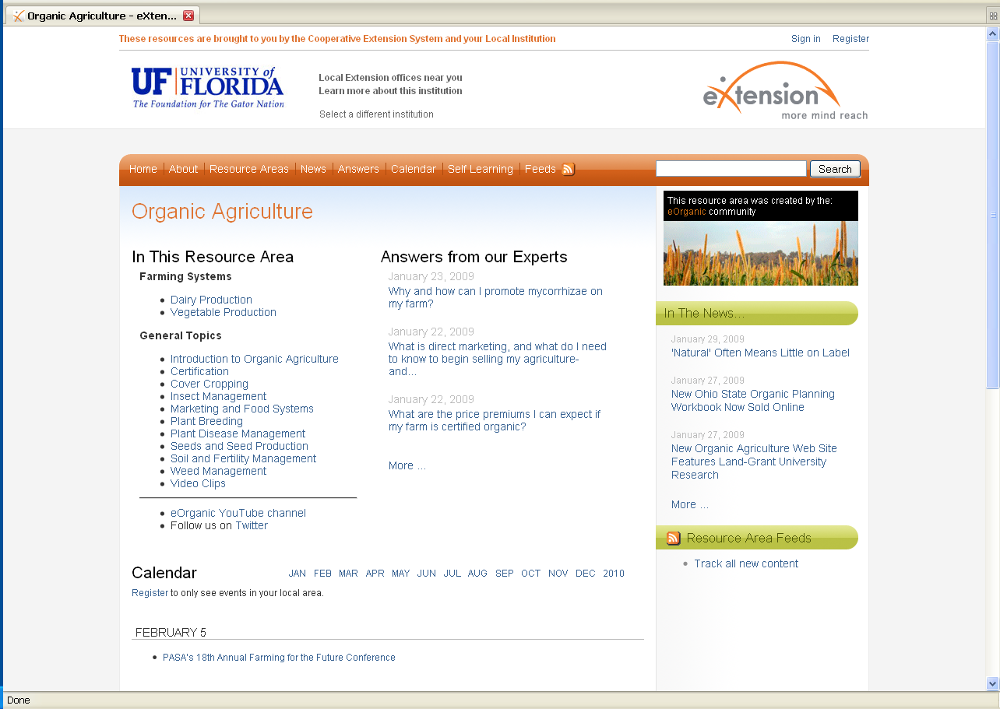 Organic Agriculture - eXten...
These resources are brought to you by the Cooperative Extension System and your Local Institution
Sign in Register
UF UNIVERSITY of
FLORIDA
The Foundation for The Gator Nation
Local Extension offices near you
Learn more about this institution
Select a different institution
eXtension
more mind reach
Home About Resource Areas News Answers Calendar Self Learning Feeds
Search
Organic Agriculture
In This Resource Area
Farming Systems
Dairy Production
Vegetable Production
General Topics
Introduction to Organic Agriculture
Certification
Cover Cropping
Insect Management
Marketing and Food Systems
Plant Breeding
Plant Disease Management
Seeds and Seed Production
Soil and Fertility Management
Weed Management
Video Clips
eOrganic YouTube channel
Follow us on Twitter
Answers from our Experts
January 23, 2009
Why and how can I promote mycorrhizae on
my farm?
January 22, 2009
What is direct marketing, and what do I need
to know to begin selling my agriculture-
and...
January 22, 2009
What are the price premiums I can expect if
my farm is certified organic?
More ...
Calendar
JAN FEB MAR APR MAY JUN JUL AUG SEP OCT NOV DEC 2010
Register to only see events in your local area.
FEBRUARY 5
PASA's 18th Annual Farming for the Future Conference
This resource area was created by the:
eOrganic community
In The News...
January 29, 2009
'Natural' Often Means Little on Label
January 27, 2009
New Ohio State Organic Planning
Workbook Now Sold Online
January 27, 2009
New Organic Agriculture Web Site
Features Land-Grant University
Research
More ...
Resource Area Feeds
Track all new content
Done